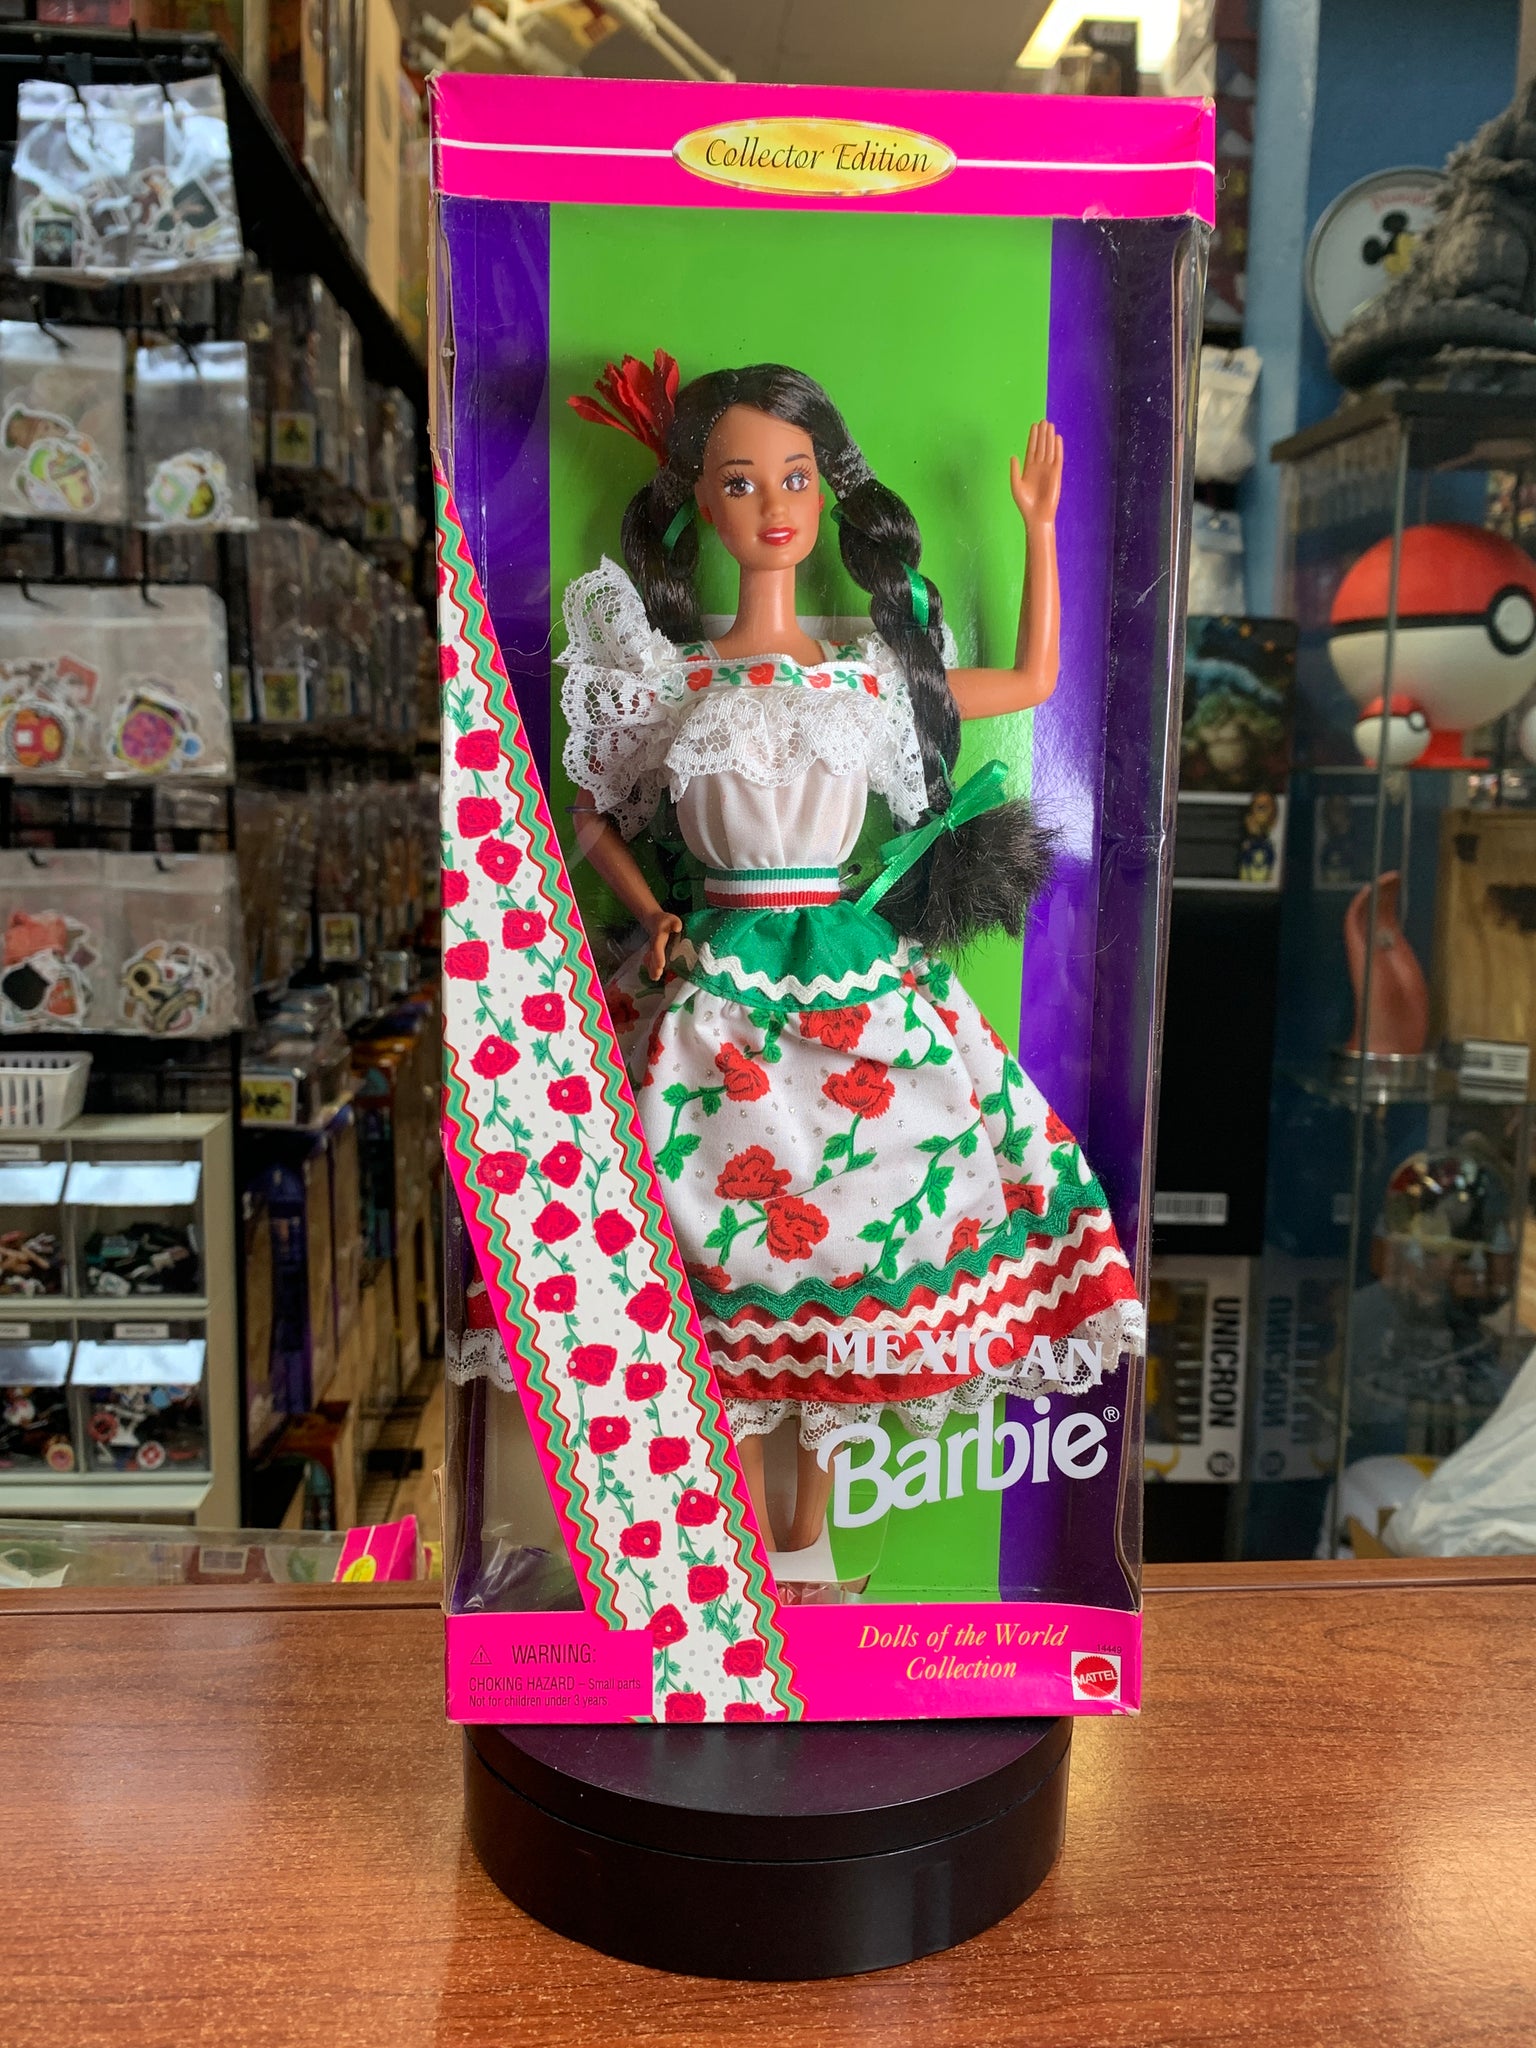 Collector Edition
MEXICAN
Barbie®
WARNING:
CHOKING HAZARD – Small parts
Not for children under 3 years.
Dolls of the World
Collection
14449
MATTEL
UNICRON